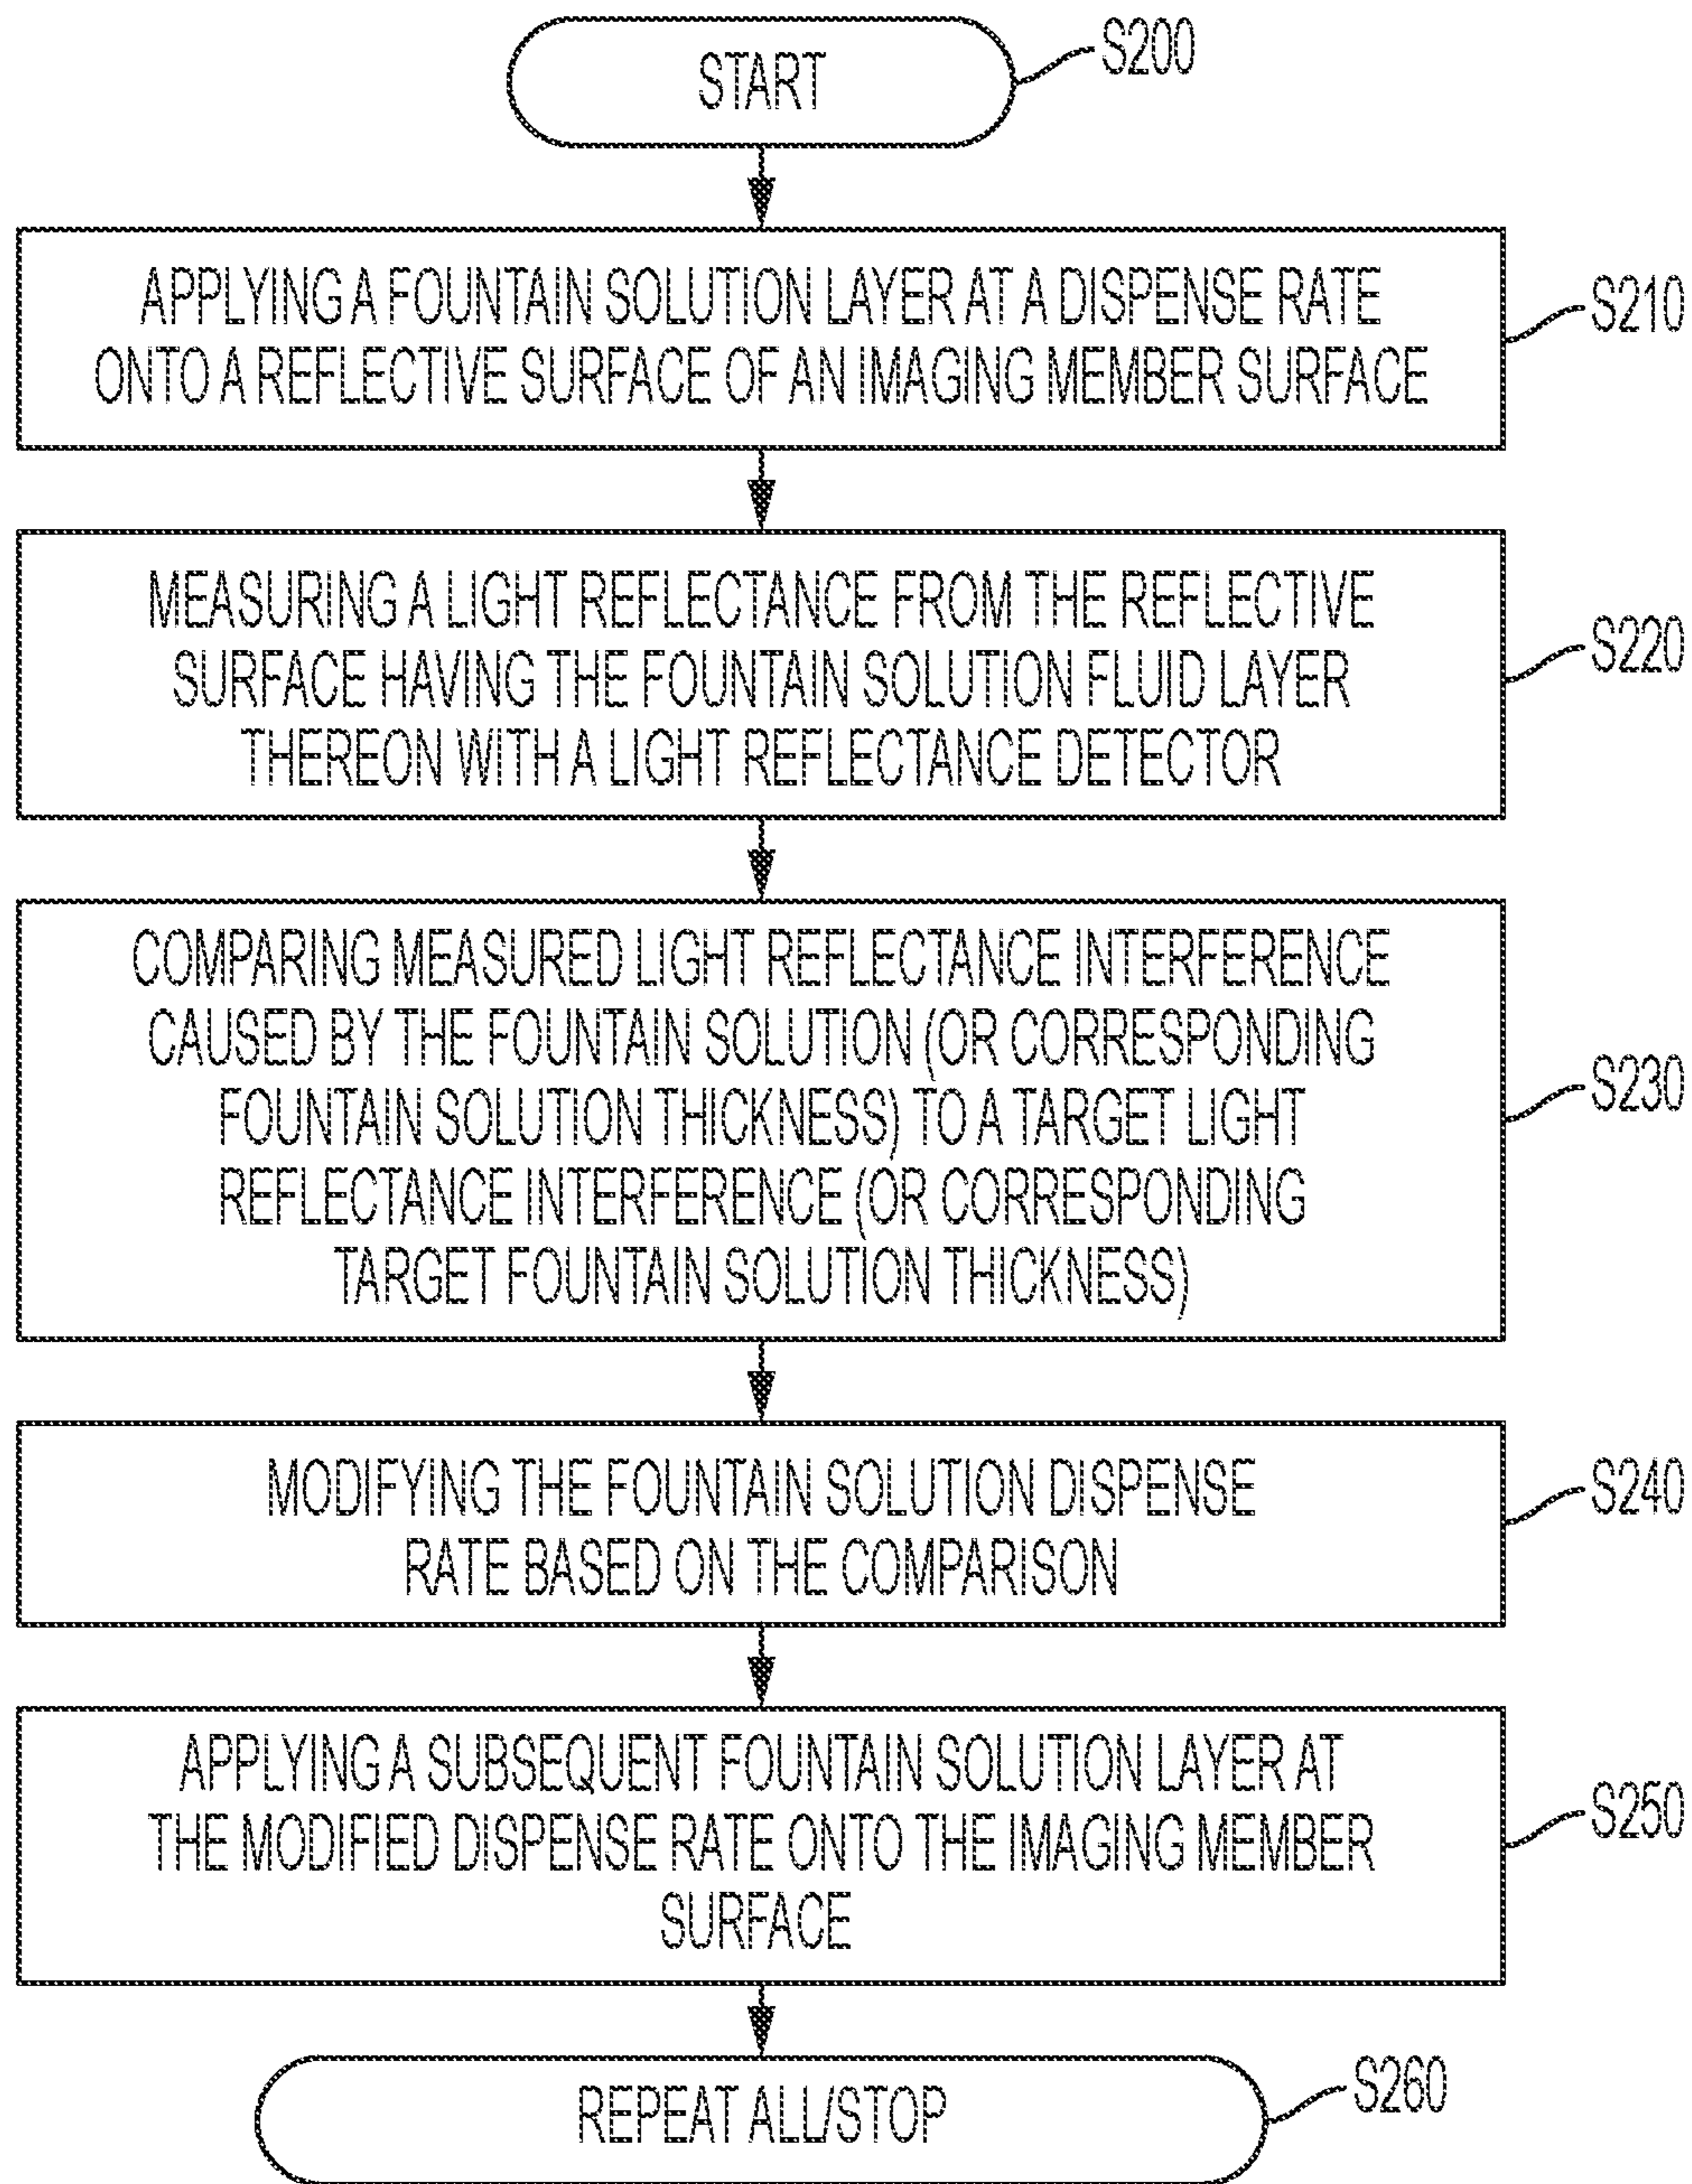 START
S200
APPLYING A FOUNTAIN SOLUTION LAYER AT A DISPENSE RATE
ONTO A REFLECTIVE SURFACE OF AN IMAGING MEMBER SURFACE
S210
MEASURING A LIGHT REFLECTANCE FROM THE REFLECTIVE
SURFACE HAVING THE FOUNTAIN SOLUTION FLUID LAYER
THEREON WITH A LIGHT REFLECTANCE DETECTOR
S220
COMPARING MEASURED LIGHT REFLECTANCE INTERFERENCE
CAUSED BY THE FOUNTAIN SOLUTION (OR CORRESPONDING
FOUNTAIN SOLUTION THICKNESS) TO A TARGET LIGHT
REFLECTANCE INTERFERENCE (OR CORRESPONDING
TARGET FOUNTAIN SOLUTION THICKNESS)
S230
MODIFYING THE FOUNTAIN SOLUTION DISPENSE
RATE BASED ON THE COMPARISON
S240
APPLYING A SUBSEQUENT FOUNTAIN SOLUTION LAYER AT
THE MODIFIED DISPENSE RATE ONTO THE IMAGING MEMBER
SURFACE
S250
REPEAT ALL/STOP
S260